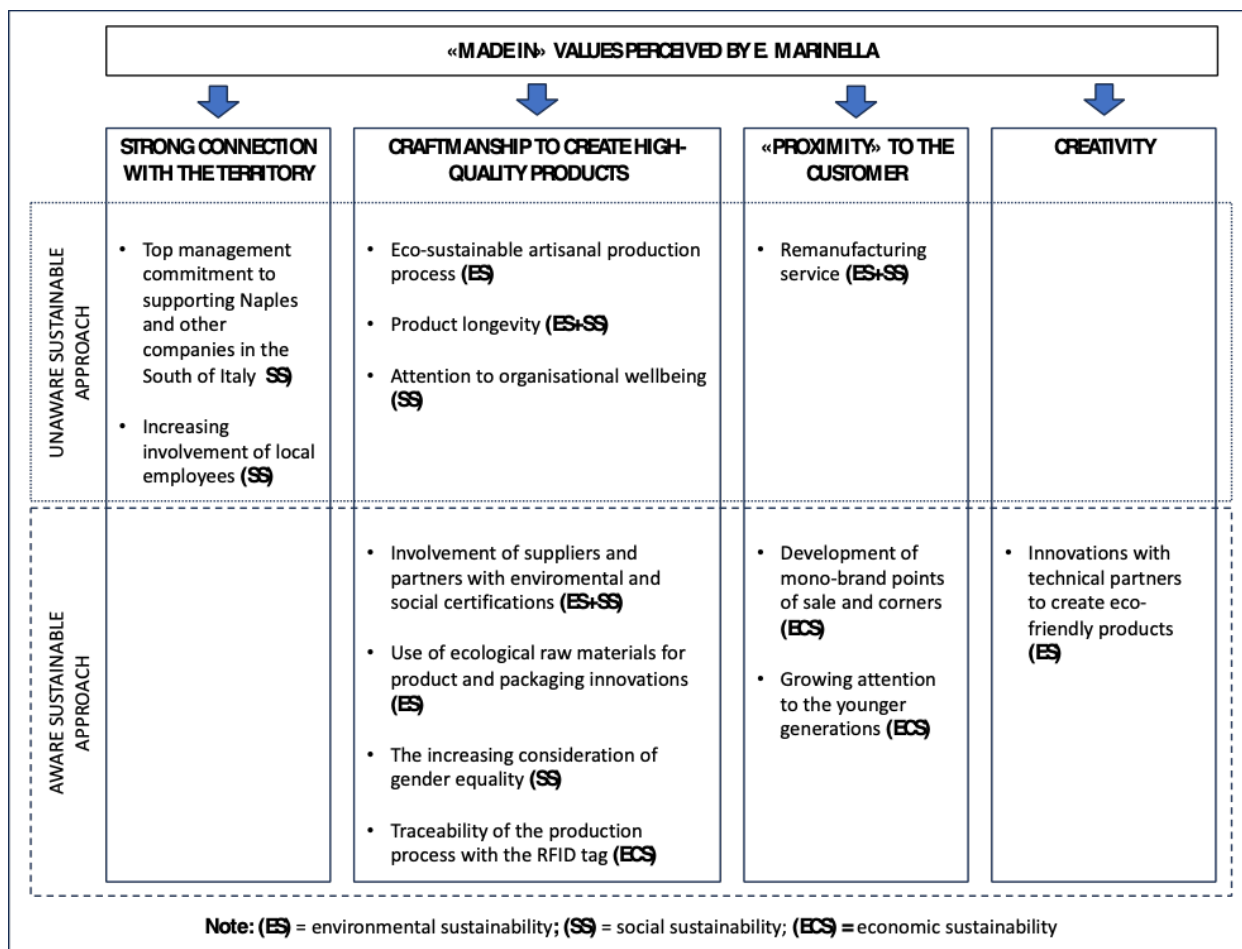 «MADE IN» VALUES PERCEIVED BY E. MARINELLA
STRONG CONNECTION
WITH THE TERRITORY
CRAFTMANSHIP TO CREATE HIGH-
QUALITY PRODUCTS
«PROXIMITY» TO THE
CUSTOMER
CREATIVITY
UNAWARE SUSTAINABLE
APPROACH
• Top management
commitment to
supporting Naples
and other
companies in the
South of Italy SS)
• Increasing
involvement of local
employees (SS)
• Eco-sustainable artisanal production
process (ES)
• Product longevity (ES+SS)
• Attention to organisational wellbeing
(SS)
• Remanufacturing
service (ES+SS)
AWARE SUSTAINABLE
APPROACH
• Involvement of suppliers and
partners with enviromental and
social certifications (ES+SS)
• Use of ecological raw materials for
product and packaging innovations
(ES)
• The increasing consideration of
gender equality (SS)
• Traceability of the production
process with the RFID tag (ECS)
• Development of
mono-brand points
of sale and corners
(ECS)
• Growing attention
to the younger
generations (ECS)
• Innovations with
technical partners
to create eco-
friendly products
(ES)
Note: (ES) = environmental sustainability; (SS) = social sustainability; (ECS) = economic sustainability